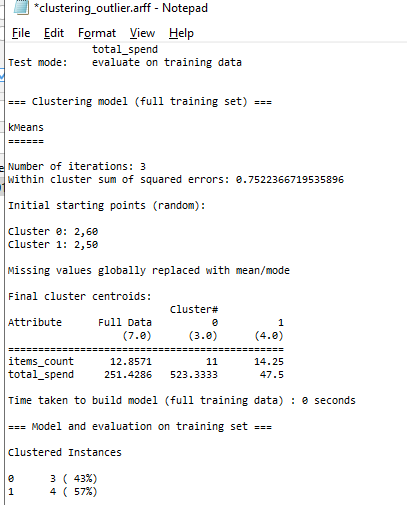 *clustering_outlier.arff - Notepad
File Edit Format View Help
total_spend
Test mode: evaluate on training data
=== Clustering model (full training set) ===
kMeans
======
Number of iterations: 3
Within cluster sum of squared errors: 0.7522366719535896
Initial starting points (random):
Cluster 0: 2,60
Cluster 1: 2,50
Missing values globally replaced with mean/mode
Final cluster centroids:
Cluster#
Attribute Full Data 0 1
(7.0) (3.0) (4.0)
==============================================
items_count 12.8571 11 14.25
total_spend 251.4286 523.3333 47.5
Time taken to build model (full training data) : 0 seconds
=== Model and evaluation on training set ===
Clustered Instances
0 3 ( 43%)
1 4 ( 57%)